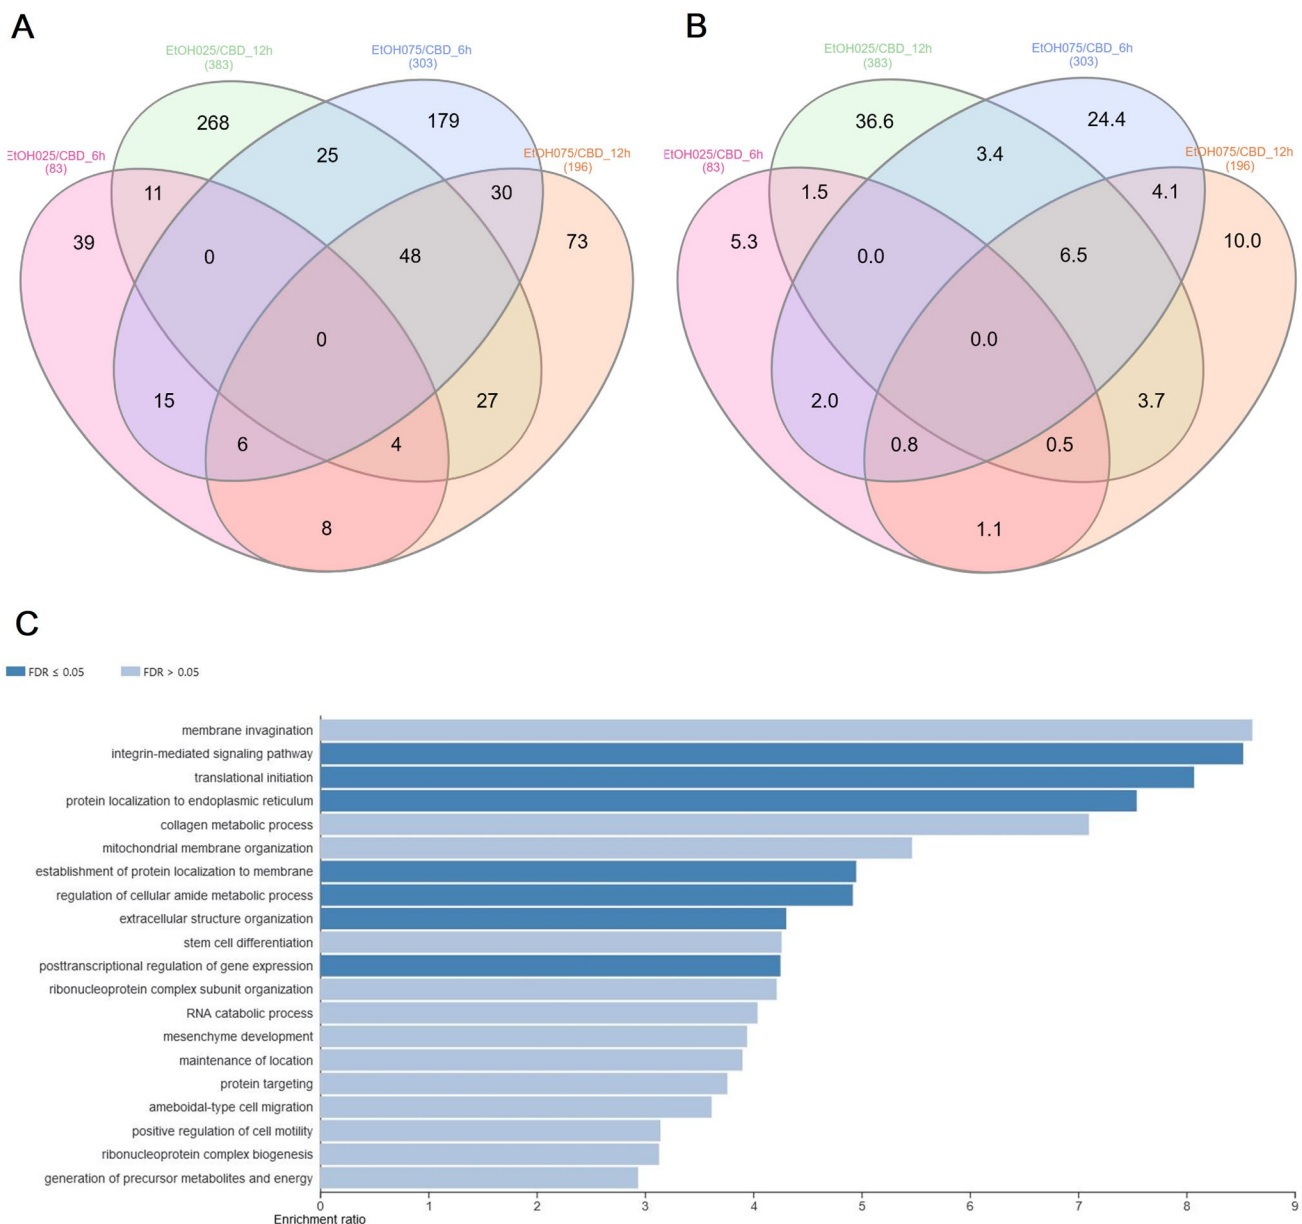 A
EtOH025/CBD_12h
(383)
EtOH075/CBD_6h
(303)
EtOH025/CBD_6h
(83)
EtOH075/CBD_12h
(196)
268
179
25
11
30
39
73
0
48
0
15
27
6
4
8
B
EtOH025/CBD_12h
(383)
EtOH075/CBD_6h
(303)
EtOH025/CBD_6h
(83)
EtOH075/CBD_12h
(196)
36.6
24.4
3.4
1.5
4.1
5.3
10.0
0.0
6.5
0.0
2.0
3.7
0.8
0.5
1.1
C
FDR ≤ 0.05
FDR > 0.05
membrane invagination
integrin-mediated signaling pathway
translational initiation
protein localization to endoplasmic reticulum
collagen metabolic process
mitochondrial membrane organization
establishment of protein localization to membrane
regulation of cellular amide metabolic process
extracellular structure organization
stem cell differentiation
posttranscriptional regulation of gene expression
ribonucleoprotein complex subunit organization
RNA catabolic process
mesenchyme development
maintenance of location
protein targeting
ameboidal-type cell migration
positive regulation of cell motility
ribonucleoprotein complex biogenesis
generation of precursor metabolites and energy
0 1 2 3 4 5 6 7 8 9
Enrichment ratio